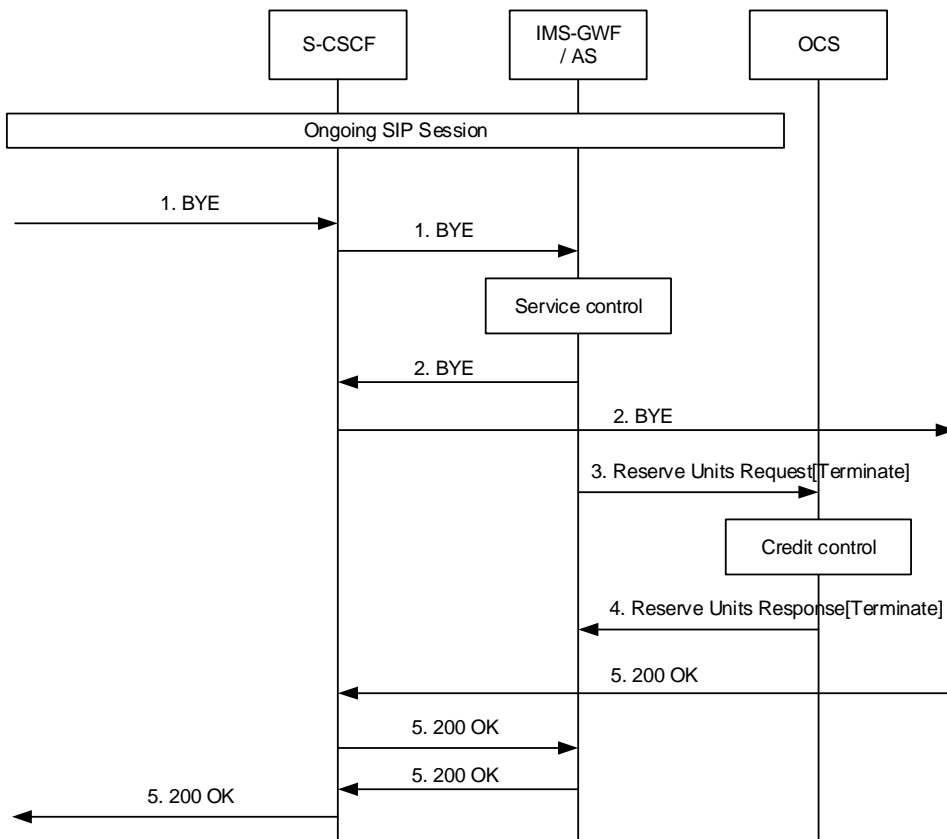 S-CSCF
IMS-GWF
/ AS
OCS
Ongoing SIP Session
1. BYE
1. BYE
Service control
2. BYE
2. BYE
3. Reserve Units Request[Terminate]
Credit control
4. Reserve Units Response[Terminate]
5. 200 OK
5. 200 OK
5. 200 OK
5. 200 OK